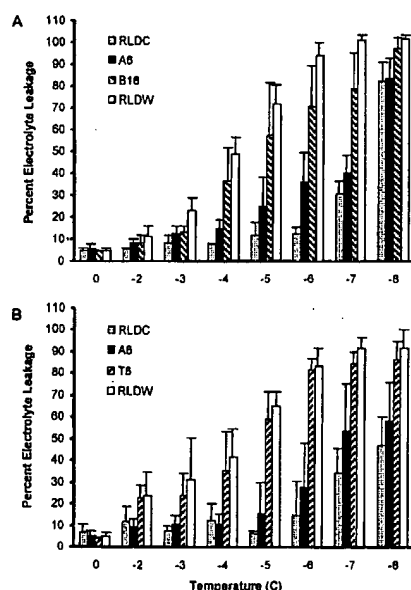 A
Percent Electrolyte Leakage
110
100
90
80
70
60
50
40
30
20
10
0
RLDC
A6
B16
RLDW
0 -2 -3 -4 -5 -6 -7 -8
B
Percent Electrolyte Leakage
110
100
90
80
70
60
50
40
30
20
10
0
RLDC
A6
T8
RLDW
0 -2 -3 -4 -5 -6 -7 -8
Temperature (C)